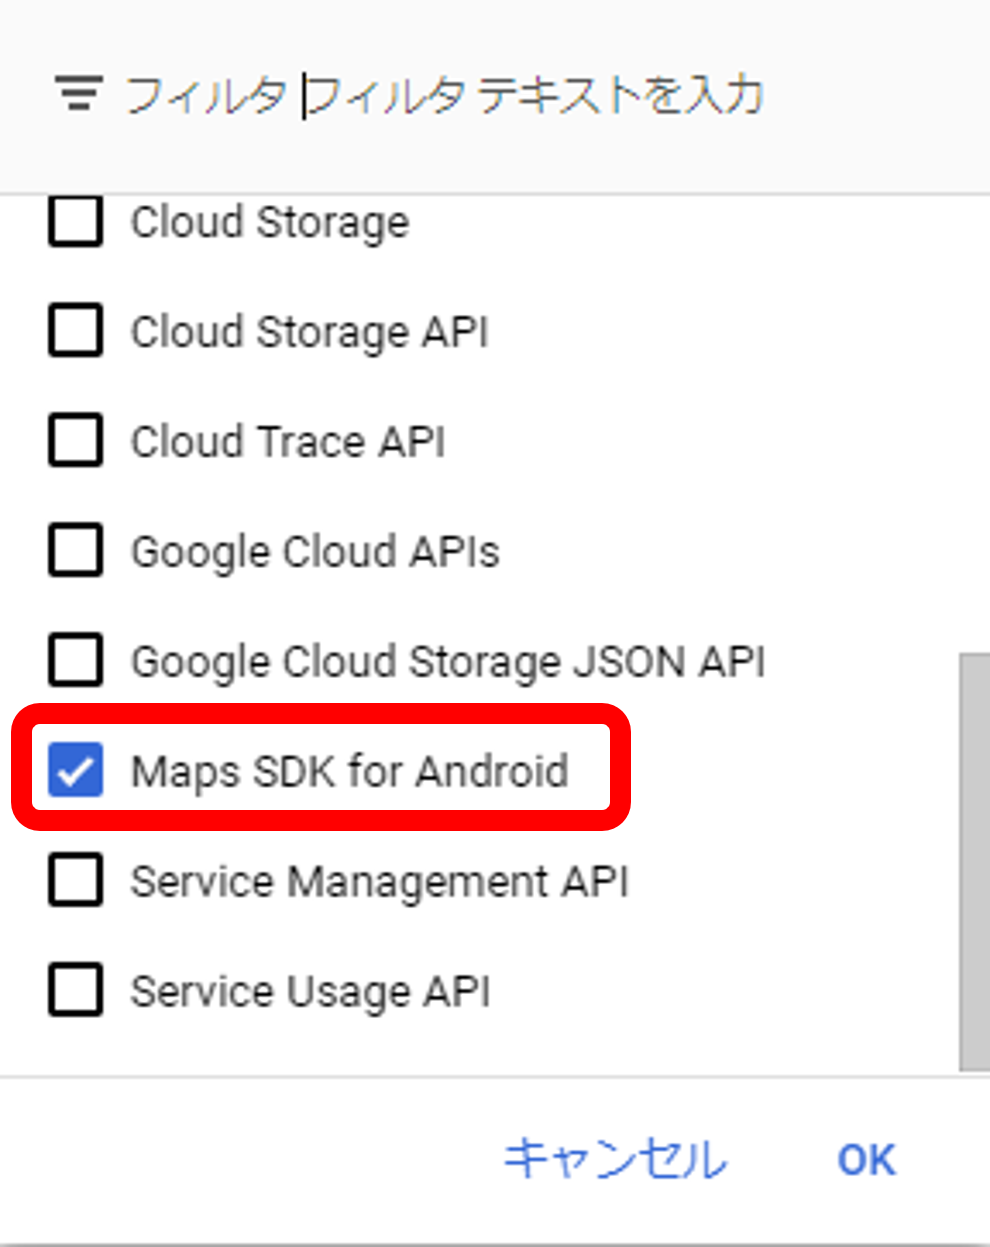 フィルタ フィルタ テキストを入力
Cloud Storage
Cloud Storage API
Cloud Trace API
Google Cloud APIs
Google Cloud Storage JSON API
Maps SDK for Android
Service Management API
Service Usage API
キャンセル OK